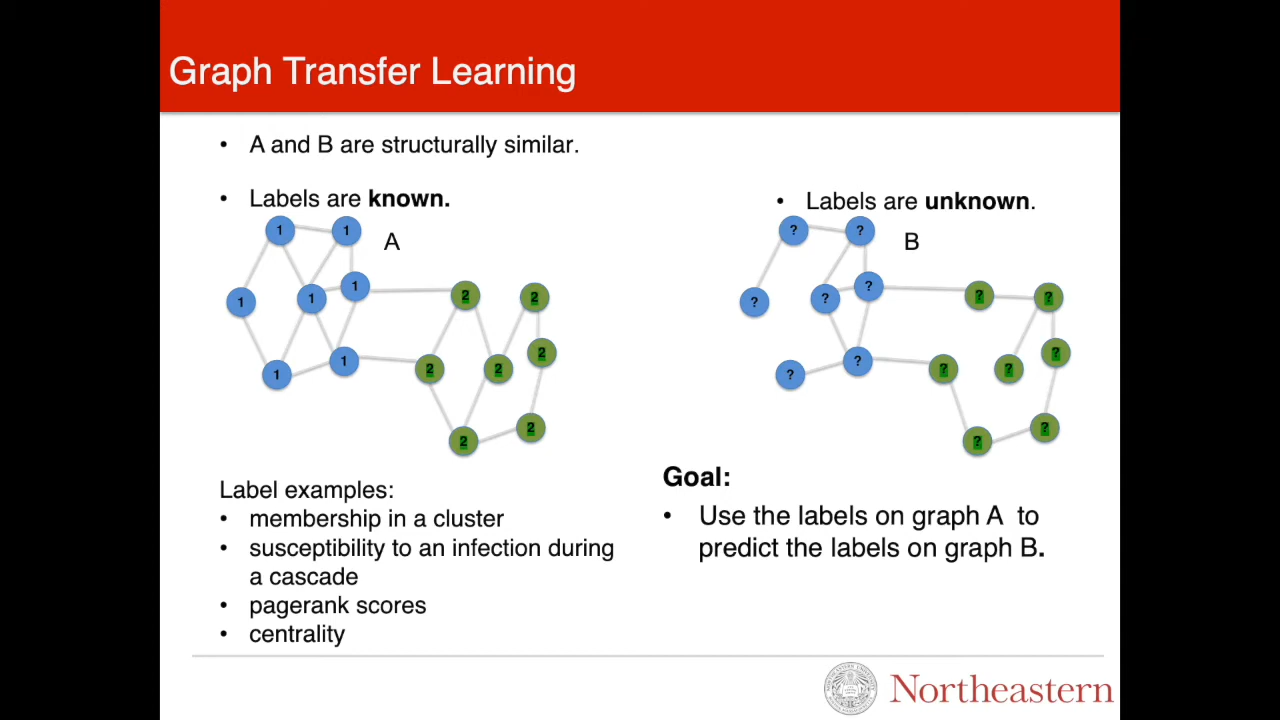 Graph Transfer Learning
• A and B are structurally similar.
• Labels are known.
• Labels are unknown.
1 1 A
1 1 1
2 2
1 1 2 2 2
2 2
? ? B
? ? ?
? ?
? ? ? ? ?
? ?
Label examples:
• membership in a cluster
• susceptibility to an infection during
a cascade
• pagerank scores
• centrality
Goal:
• Use the labels on graph A to
predict the labels on graph B.
Northeastern